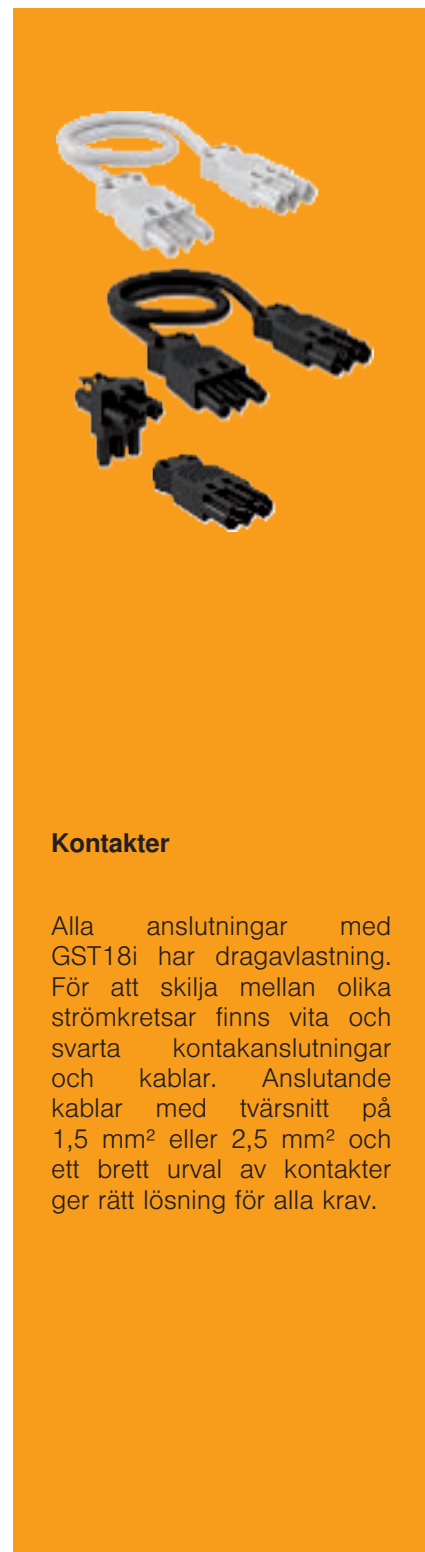 Kontakter
Alla anslutningar med
GST18i har dragavlastning.
För att skilja mellan olika
strömkretsar finns vita och
svarta kontakanslutningar
och kablar. Anslutande
kablar med tvärsnitt på
1,5 mm² eller 2,5 mm² och
ett brett urval av kontakter
ger rätt lösning för alla krav.